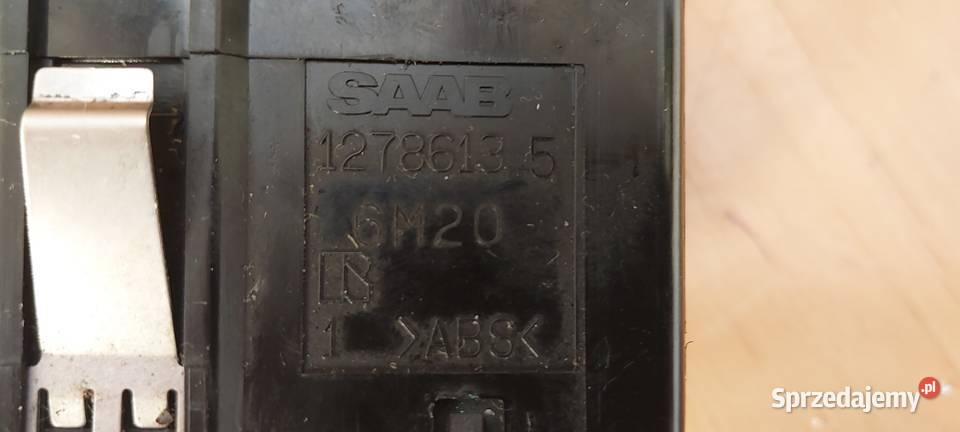 SAAB
1278613 5
6M20
1 >ABS<
Sprzedajemy.pl